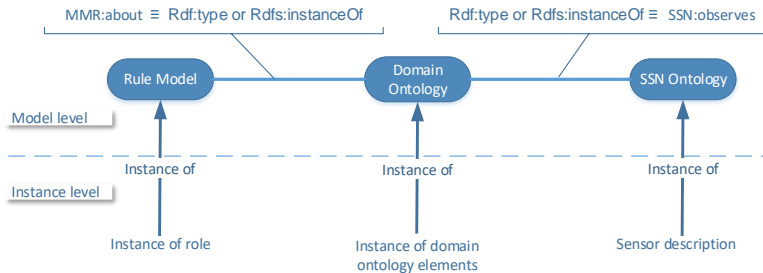 MMR:about ≡ Rdf:type or Rdfs:instanceOf
Rdf:type or Rdfs:instanceOf ≡ SSN:observes
Rule Model
Domain
Ontology
SSN Ontology
Model level
Instance of
Instance of
Instance of
Instance level
Instance of role
Instance of domain
ontology elements
Sensor description